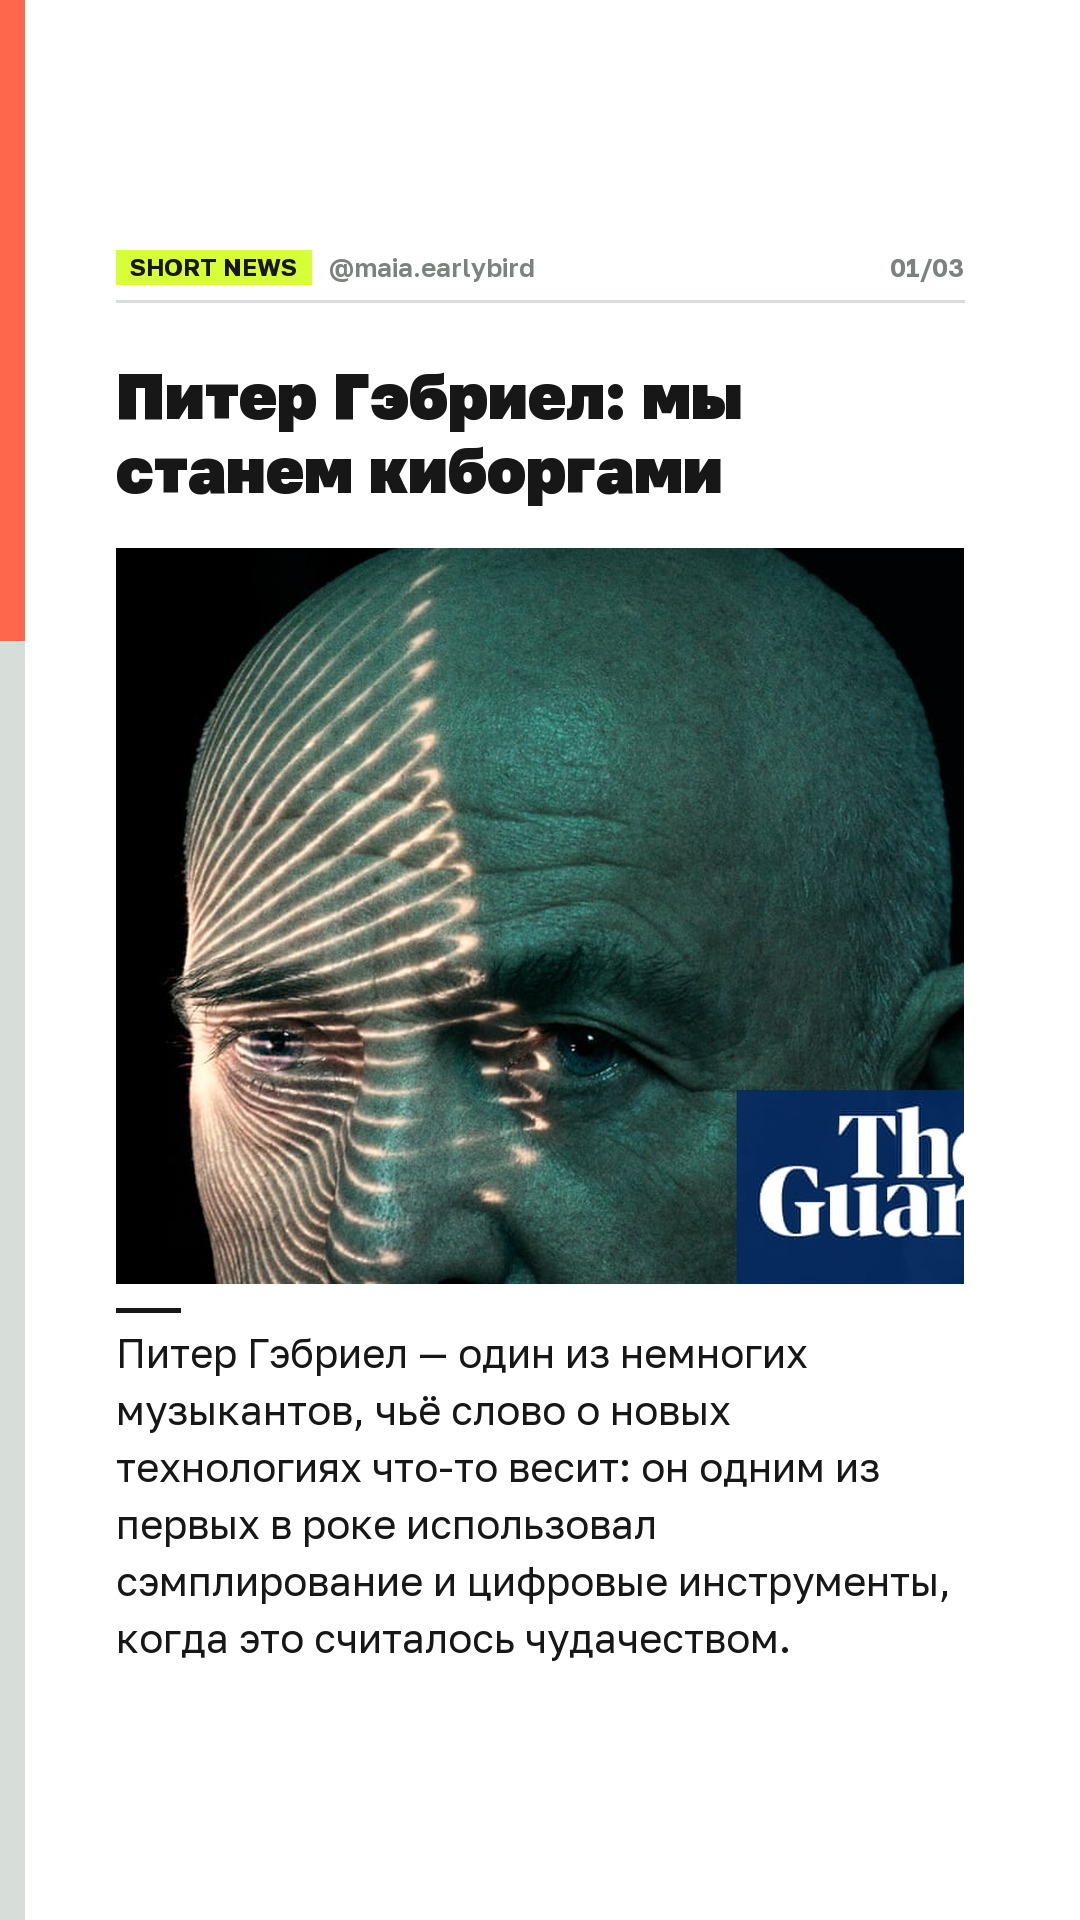 SHORT NEWS @maia.earlybird 01/03
Питер Гэбриел: мы
станем киборгами
The
Guar
Питер Гэбриел — один из немногих
музыкантов, чьё слово о новых
технологиях что-то весит: он одним из
первых в роке использовал
сэмплирование и цифровые инструменты,
когда это считалось чудачеством.